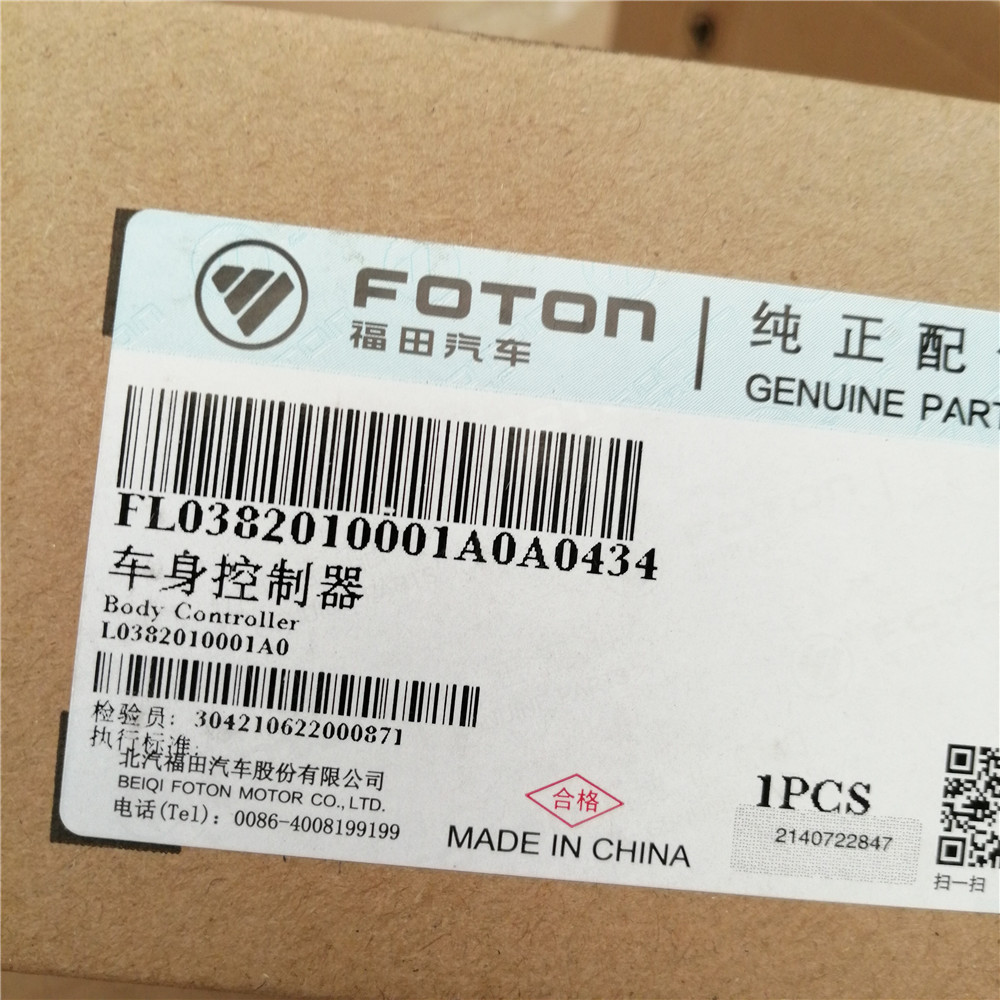 FOTON
福田汽车
纯正配
GENUINE PART
FL0382010001A0A0434
车身控制器
Body Controller
L0382010001A0
检验员: 304210622000871
执行标准:
北汽福田汽车股份有限公司
BEIQI FOTON MOTOR CO., LTD.
电话(Tel): 0086-4008199199
合格
MADE IN CHINA
1PCS
2140722847
扫一扫